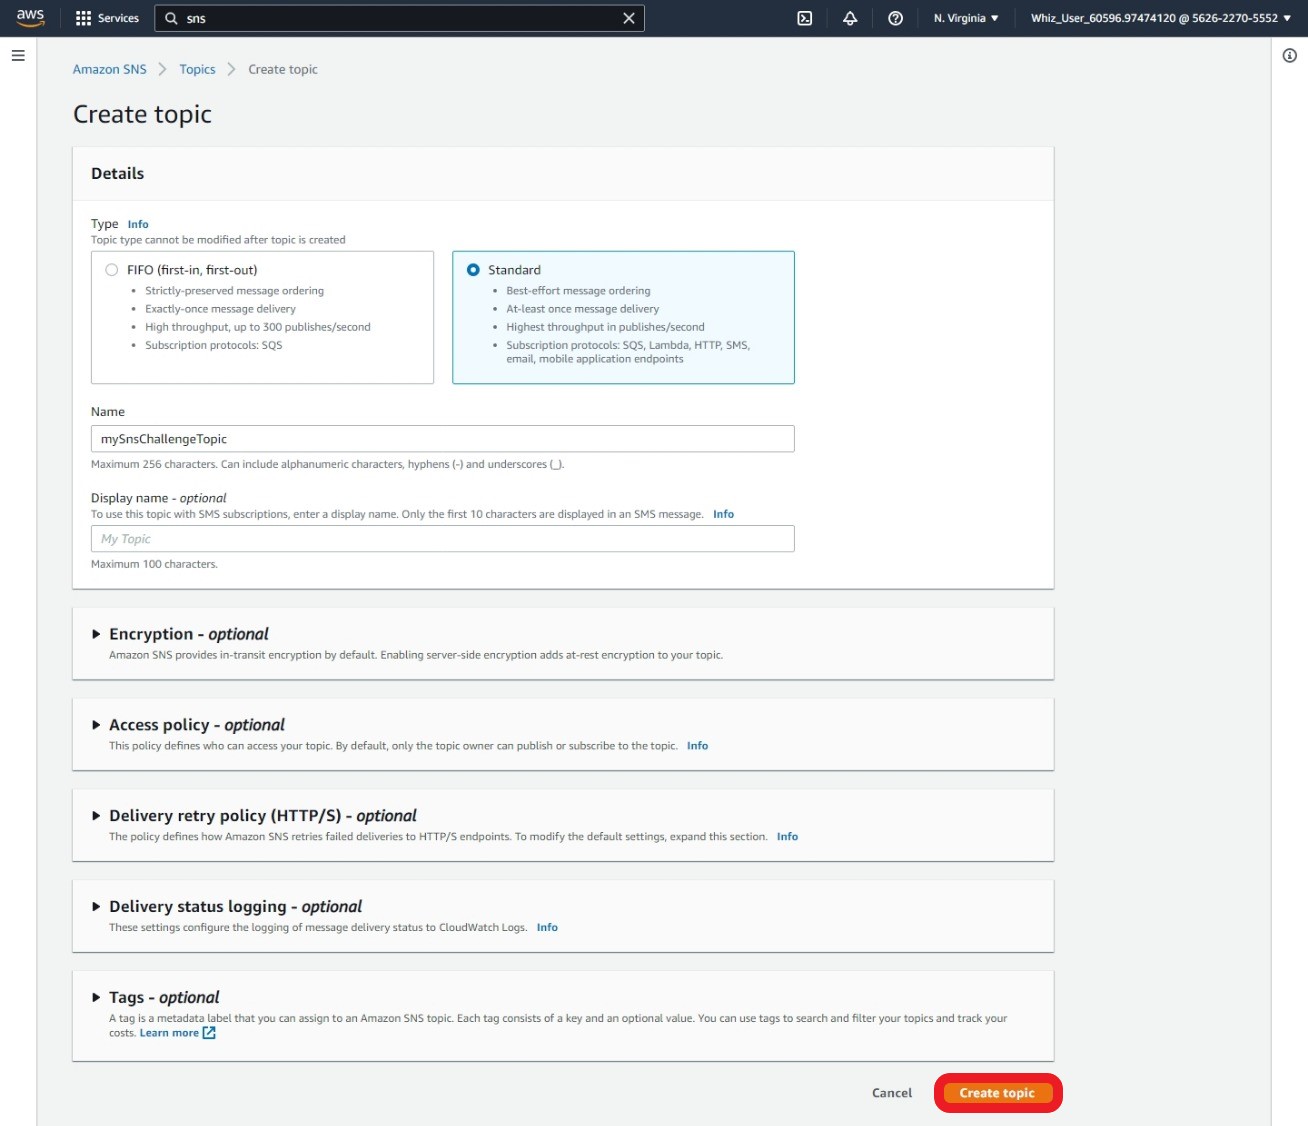 aws Services sns N. Virginia ▼ Whiz_User_60596.97474120 @ 5626-2270-5552 ▼
Amazon SNS > Topics > Create topic
Create topic
Details
Type Info
Topic type cannot be modified after topic is created
FIFO (first-in, first-out)
• Strictly-preserved message ordering
• Exactly-once message delivery
• High throughput, up to 300 publishes/second
• Subscription protocols: SQS
Standard
• Best-effort message ordering
• At-least once message delivery
• Highest throughput in publishes/second
• Subscription protocols: SQS, Lambda, HTTP, SMS,
email, mobile application endpoints
Name
mySnsChallengeTopic
Maximum 256 characters. Can include alphanumeric characters, hyphens (-) and underscores (_).
Display name - optional
To use this topic with SMS subscriptions, enter a display name. Only the first 10 characters are displayed in an SMS message. Info
My Topic
Maximum 100 characters.
Encryption - optional
Amazon SNS provides in-transit encryption by default. Enabling server-side encryption adds at-rest encryption to your topic.
Access policy - optional
This policy defines who can access your topic. By default, only the topic owner can publish or subscribe to the topic. Info
Delivery retry policy (HTTP/S) - optional
The policy defines how Amazon SNS retries failed deliveries to HTTP/S endpoints. To modify the default settings, expand this section. Info
Delivery status logging - optional
These settings configure the logging of message delivery status to CloudWatch Logs. Info
Tags - optional
A tag is a metadata label that you can assign to an Amazon SNS topic. Each tag consists of a key and an optional value. You can use tags to search and filter your topics and track your
costs. Learn more
Cancel Create topic